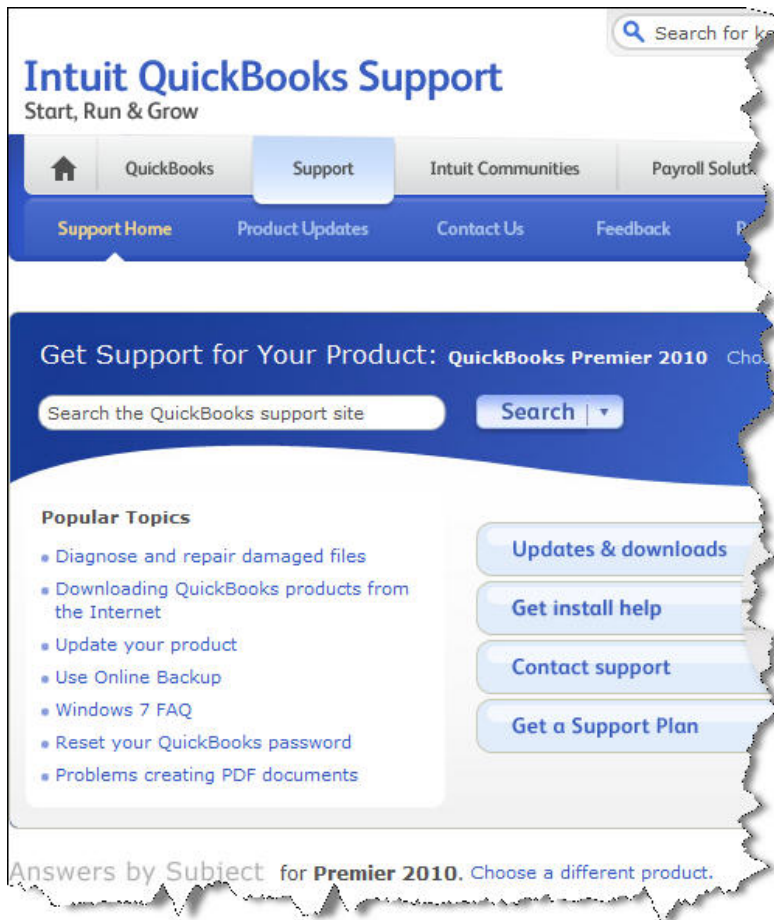 Search for
Intuit QuickBooks Support
Start, Run & Grow
QuickBooks Support Intuit Communities Payroll
Support Home Product Updates Contact Us Feedback
Get Support for Your Product: QuickBooks Premier 2010
Search the QuickBooks support site Search
Popular Topics
Diagnose and repair damaged files
Downloading QuickBooks products from
the Internet
Update your product
Use Online Backup
Windows 7 FAQ
Reset your QuickBooks password
Problems creating PDF documents
Updates & downloads
Get install help
Contact support
Get a Support Plan
Answers by Subject for Premier 2010. Choose a different product.